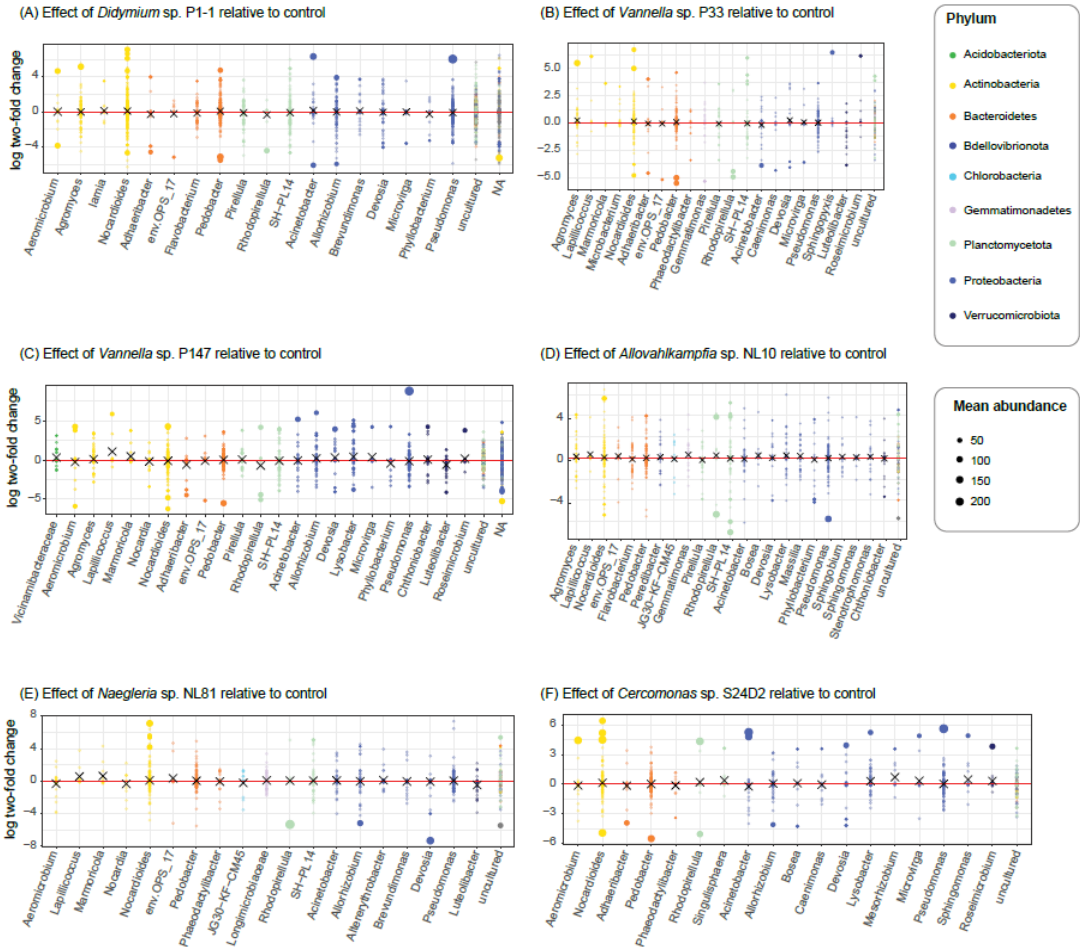 (A) Effect of Didymium sp. P1-1 relative to control
log two-fold change
4
0
−4
Aeromicrobium
Agromyces
Iamia
Nocardioides
Adhaeribacter
env.OPS_17
Flavobacterium
Pedobacter
Pirellula
Rhodopirellula
SH-PL14
Acinetobacter
Allorhizobium
Brevundimonas
Devosia
Microvirga
Phyllobacterium
Pseudomonas
uncultured
NA
(B) Effect of Vannella sp. P33 relative to control
5.0
2.5
0.0
−2.5
−5.0
Agromyces
Lapillicoccus
Marmoricola
Microbacterium
Nocardioides
Adhaeribacter
env.OPS_17
Pedobacter
Phaeodactylibacter
Gemmatimonas
Pirellula
Rhodopirellula
SH-PL14
Acinetobacter
Caenimonas
Devosia
Microvirga
Pseudomonas
Sphingopyxis
Luteolibacter
Roseimicrobium
uncultured
Phylum
Acidobacteriota
Actinobacteria
Bacteroidetes
Bdellovibrionota
Chlorobacteria
Gemmatimonadetes
Planctomycetota
Proteobacteria
Verrucomicrobiota
(C) Effect of Vannella sp. P147 relative to control
log two-fold change
5
0
−5
Vicinamibacteraceae
Aeromicrobium
Agromyces
Lapillicoccus
Marmoricola
Nocardia
Nocardioides
Adhaeribacter
env.OPS_17
Pedobacter
Pirellula
Rhodopirellula
SH-PL14
Acinetobacter
Allorhizobium
Devosia
Lysobacter
Microvirga
Phyllobacterium
Pseudomonas
Chthoniobacter
Luteolibacter
Roseimicrobium
uncultured
NA
(D) Effect of Allovahlkampfia sp. NL10 relative to control
4
0
−4
Agromyces
Lapillicoccus
Nocardioides
env.OPS_17
Flavobacterium
Pedobacter
Peredibacter
JG30-KF-CM45
Gemmatimonas
Pirellula
Rhodopirellula
SH-PL14
Acinetobacter
Bosea
Devosia
Lysobacter
Massilia
Phyllobacterium
Pseudomonas
Sphingobium
Sphingomonas
Stenotrophomonas
Chthoniobacter
uncultured
Mean abundance
50
100
150
200
(E) Effect of Naegleria sp. NL81 relative to control
log two-fold change
8
4
0
−4
−8
Aeromicrobium
Lapillicoccus
Marmoricola
Nocardia
Nocardioides
env.OPS_17
Pedobacter
Phaeodactylibacter
JG30-KF-CM45
Longimicrobiaceae
Rhodopirellula
SH-PL14
Acinetobacter
Allorhizobium
Altererythrobacter
Brevundimonas
Devosia
Pseudomonas
Luteolibacter
uncultured
(F) Effect of Cercomonas sp. S24D2 relative to control
6
3
0
−3
−6
Aeromicrobium
Nocardioides
Adhaeribacter
Pedobacter
Phaeodactylibacter
Rhodopirellula
Singulisphaera
Acinetobacter
Allorhizobium
Bosea
Caenimonas
Devosia
Lysobacter
Mesorhizobium
Microvirga
Pseudomonas
Sphingomonas
Roseimicrobium
uncultured